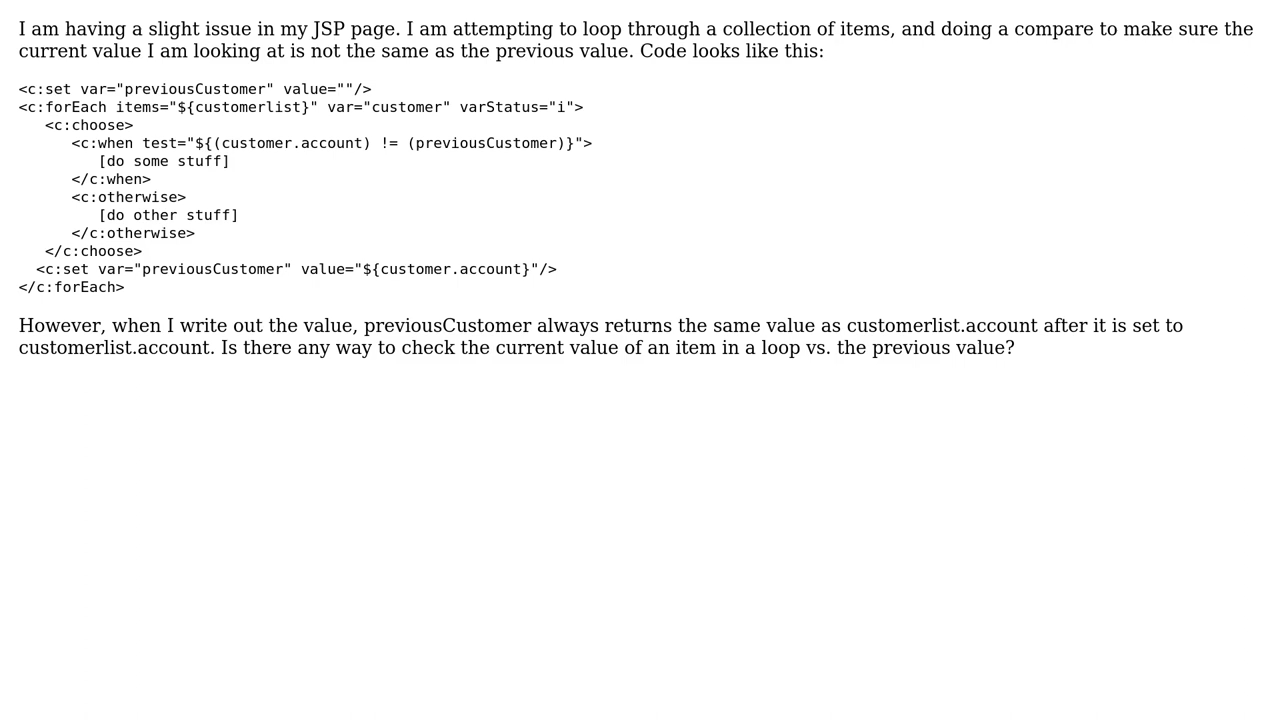 I am having a slight issue in my JSP page. I am attempting to loop through a collection of items, and doing a compare to make sure the
current value I am looking at is not the same as the previous value. Code looks like this:
<c:set var="previousCustomer" value=""/>
<c:forEach items="${customerlist}" var="customer" varStatus="i">
   <c:choose>
      <c:when test="${(customer.account) != (previousCustomer)}">
         [do some stuff]
      </c:when>
      <c:otherwise>
         [do other stuff]
      </c:otherwise>
   </c:choose>
  <c:set var="previousCustomer" value="${customer.account}"/>
</c:forEach>
However, when I write out the value, previousCustomer always returns the same value as customerlist.account after it is set to
customerlist.account. Is there any way to check the current value of an item in a loop vs. the previous value?